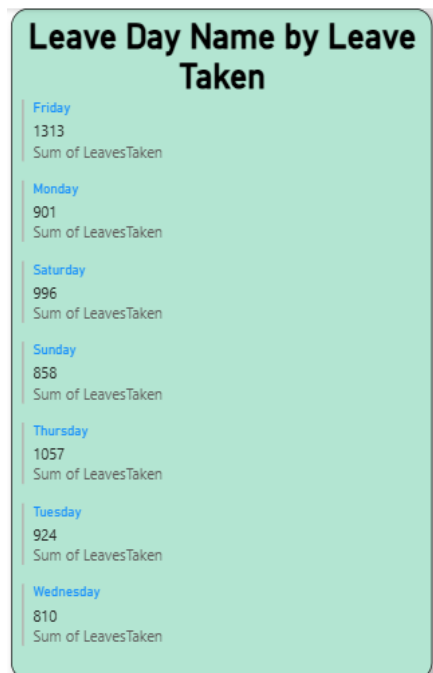 Leave Day Name by Leave
Taken
Friday
1313
Sum of LeavesTaken
Monday
901
Sum of LeavesTaken
Saturday
996
Sum of LeavesTaken
Sunday
858
Sum of LeavesTaken
Thursday
1057
Sum of LeavesTaken
Tuesday
924
Sum of LeavesTaken
Wednesday
810
Sum of LeavesTaken